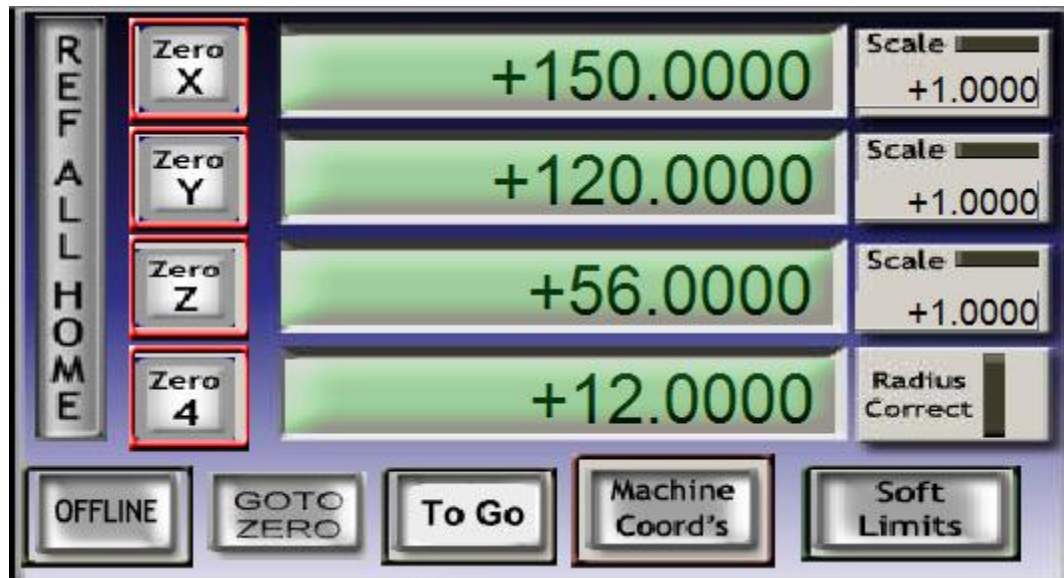 REF ALL HOME
Zero
X
+150.0000
Scale
+1.0000
Zero
Y
+120.0000
Scale
+1.0000
Zero
Z
+56.0000
Scale
+1.0000
Zero
4
+12.0000
Radius
Correct
OFFLINE
GOTO
ZERO
To Go
Machine
Coord's
Soft
Limits